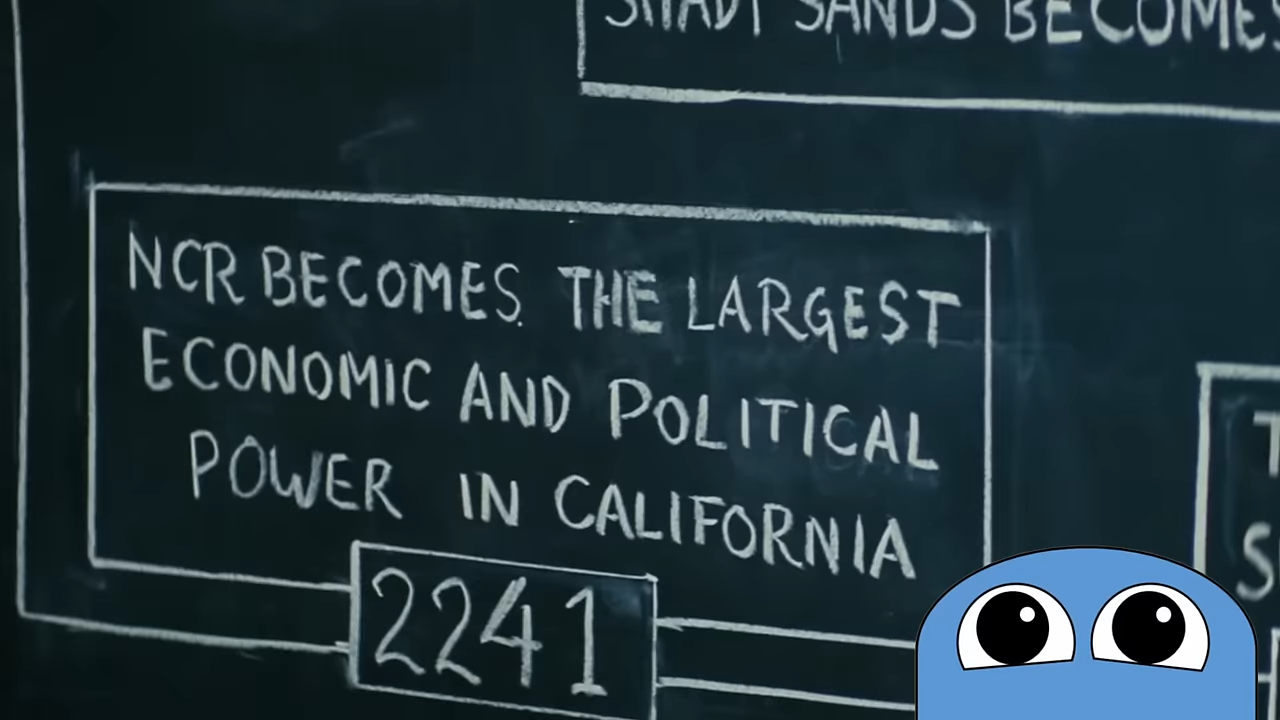 SHADY SANDS BECOMES
NCR BECOMES THE LARGEST
ECONOMIC AND POLITICAL
POWER IN CALIFORNIA
2241